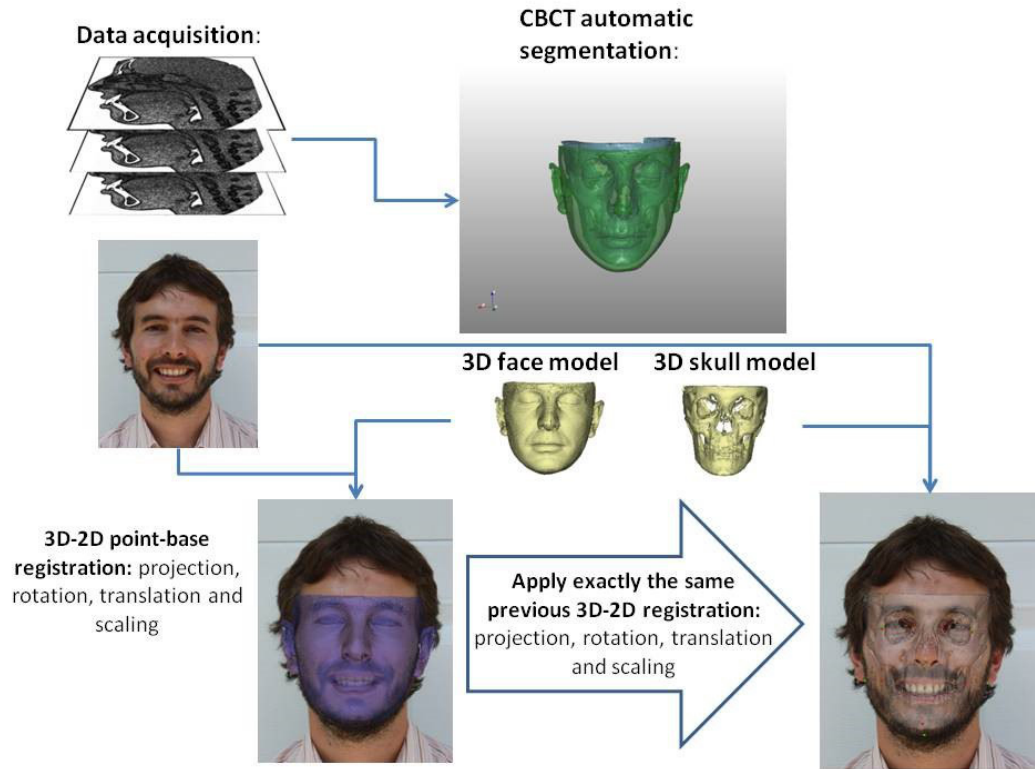 Data acquisition:
CBCT automatic
segmentation:
3D face model
3D skull model
3D-2D point-base
registration: projection,
rotation, translation and
scaling
Apply exactly the same
previous 3D-2D registration:
projection, rotation, translation
and scaling